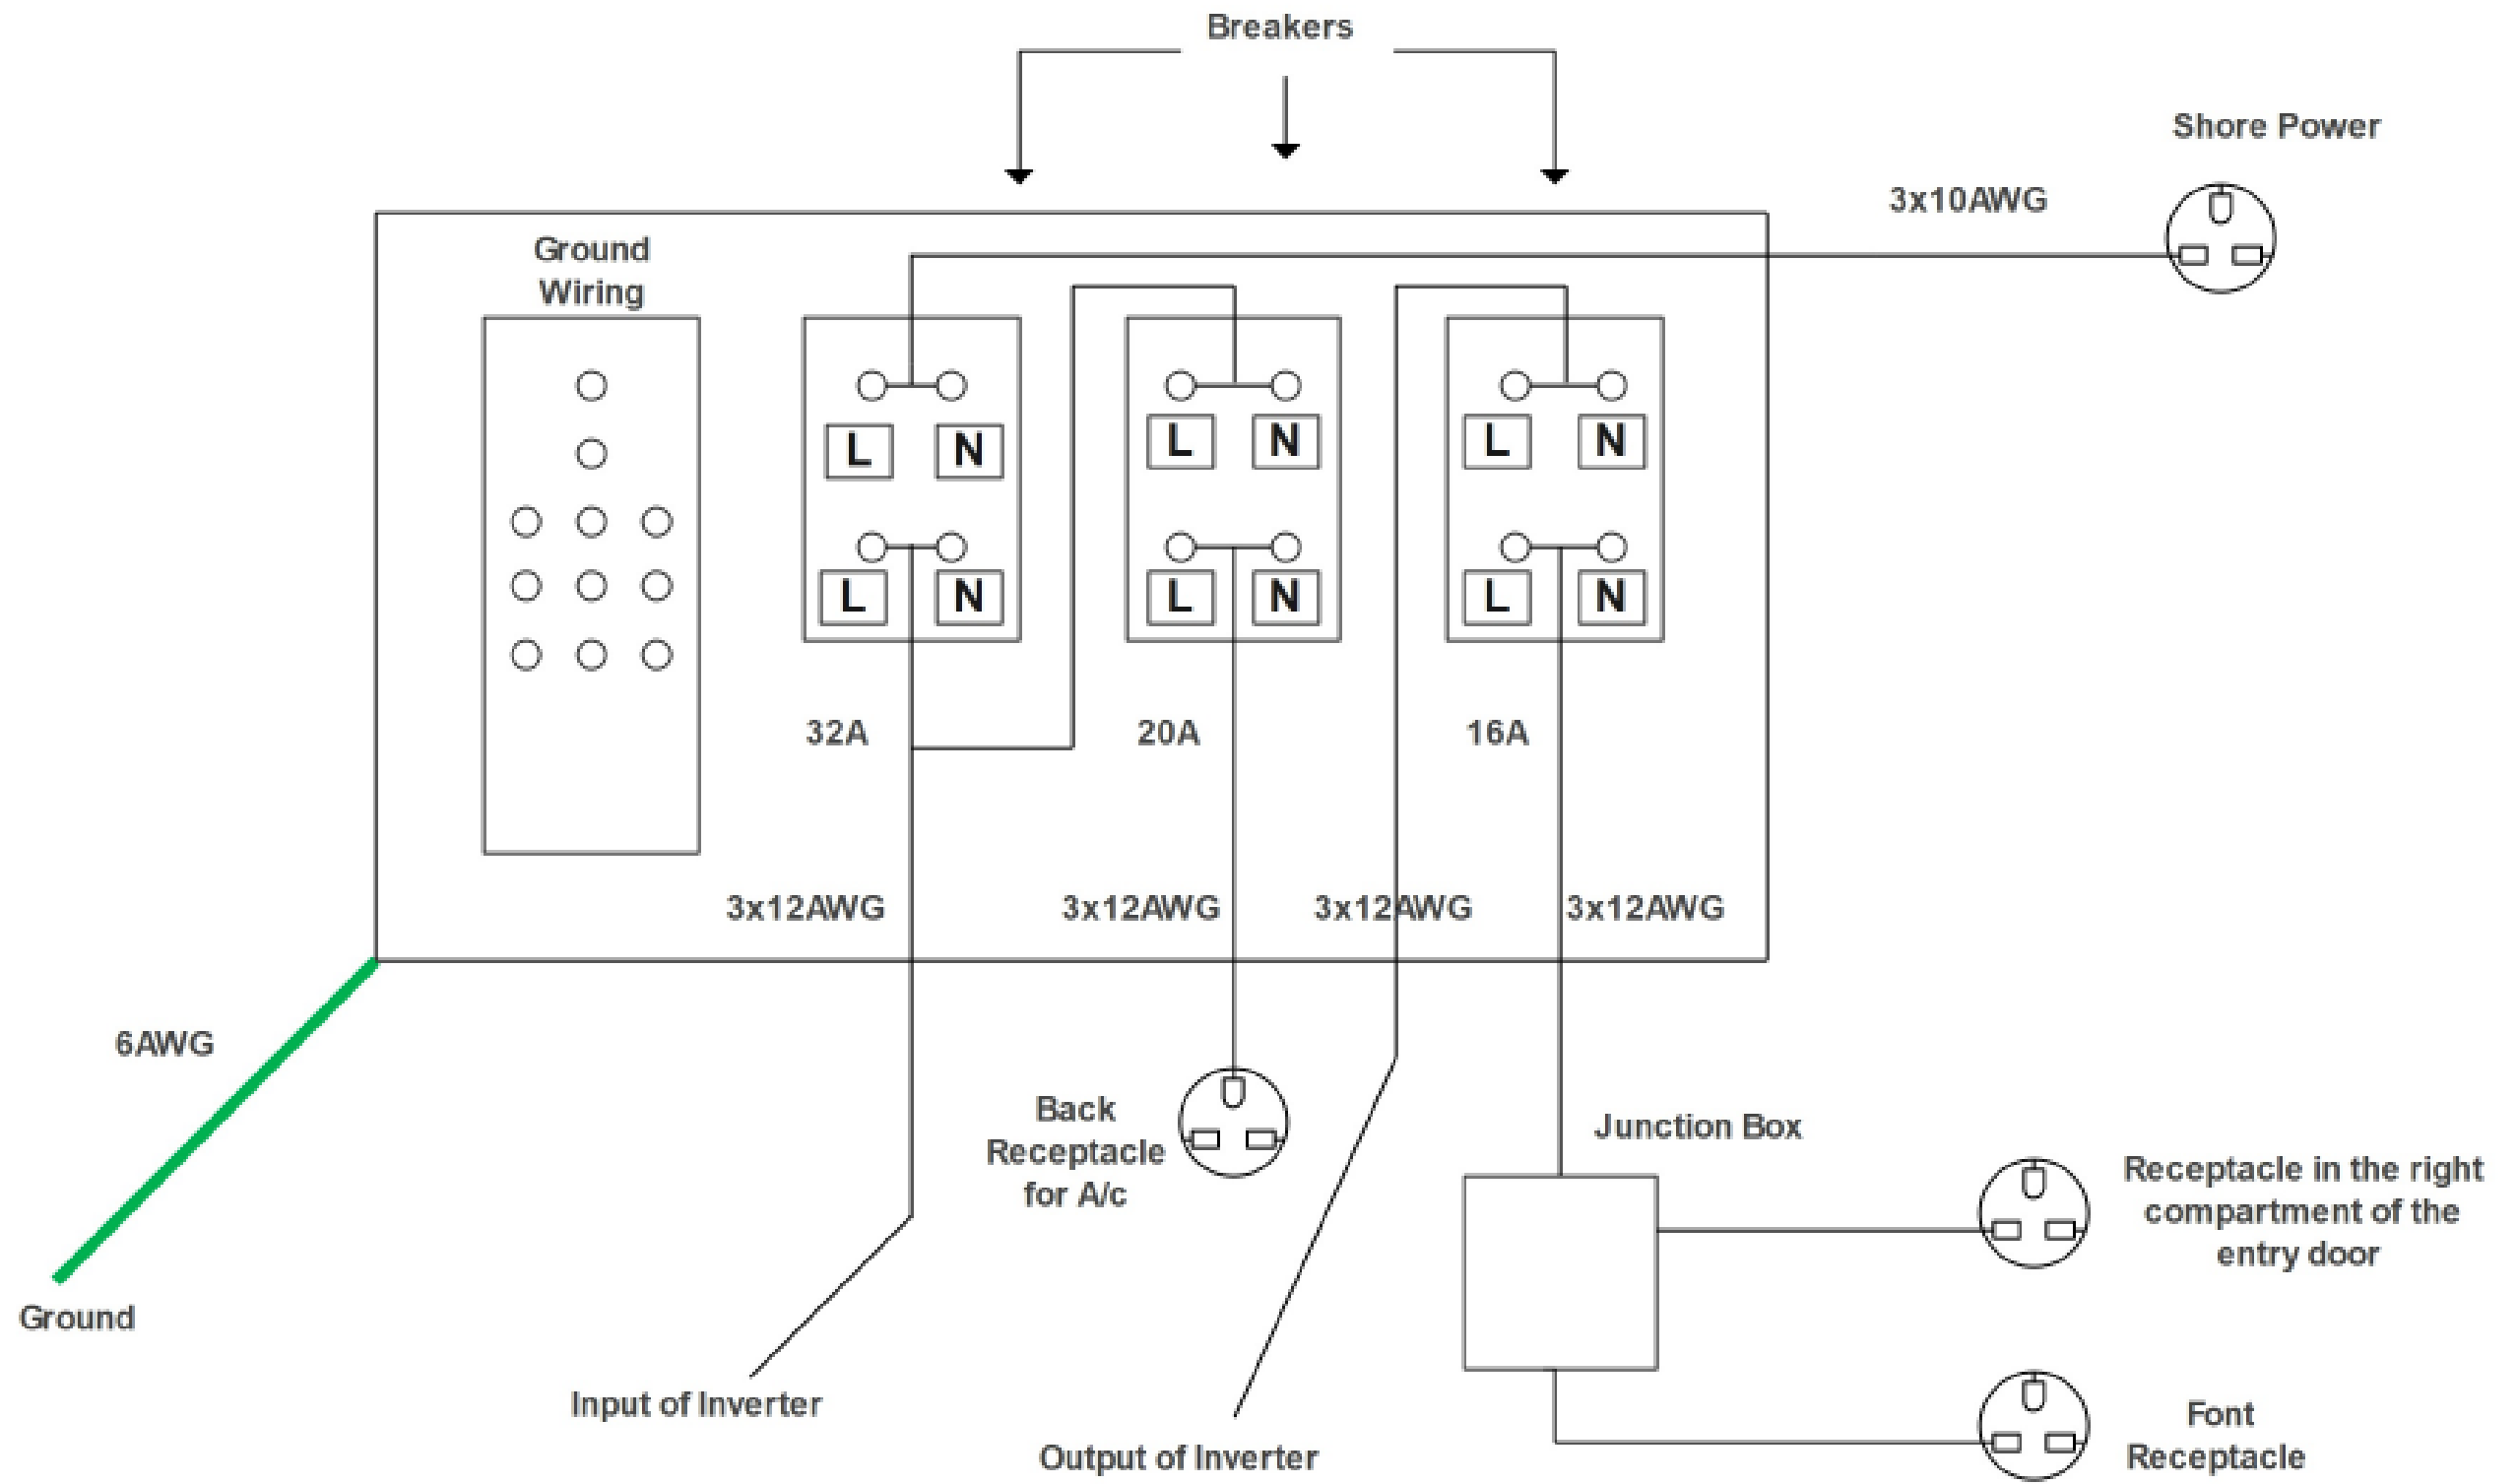 Breakers
Shore Power
3x10AWG
Ground
Wiring
L N L N L N
L N L N L N
32A 20A 16A
3x12AWG 3x12AWG 3x12AWG 3x12AWG
6AWG
Ground
Back
Receptacle
for A/c
Junction Box
Receptacle in the right
compartment of the
entry door
Input of Inverter
Output of Inverter
Font
Receptacle